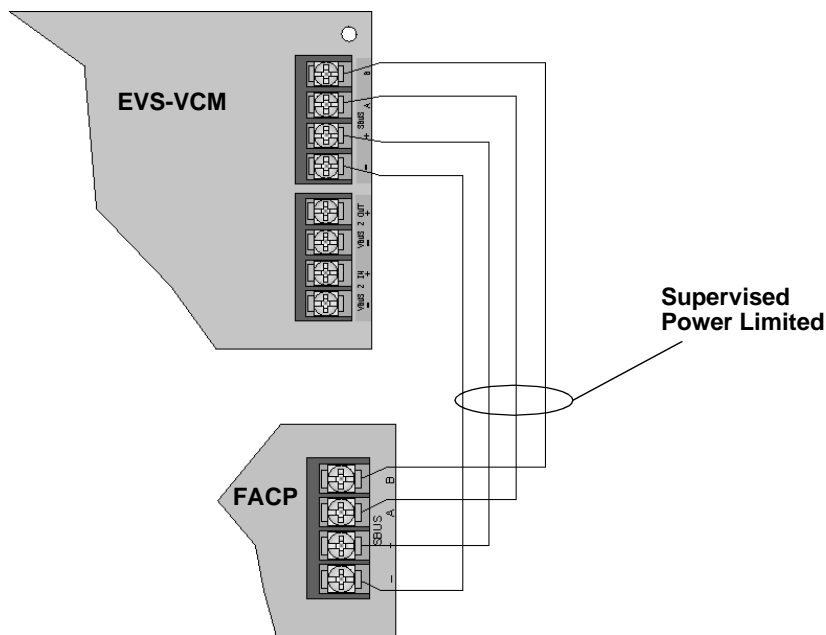 EVS-VCM
B
A
SBUS
+
-
VBUS 2 OUT
+
-
VBUS 2 IN
+
-
Supervised
Power Limited
FACP
B
A
SBUS
+
-